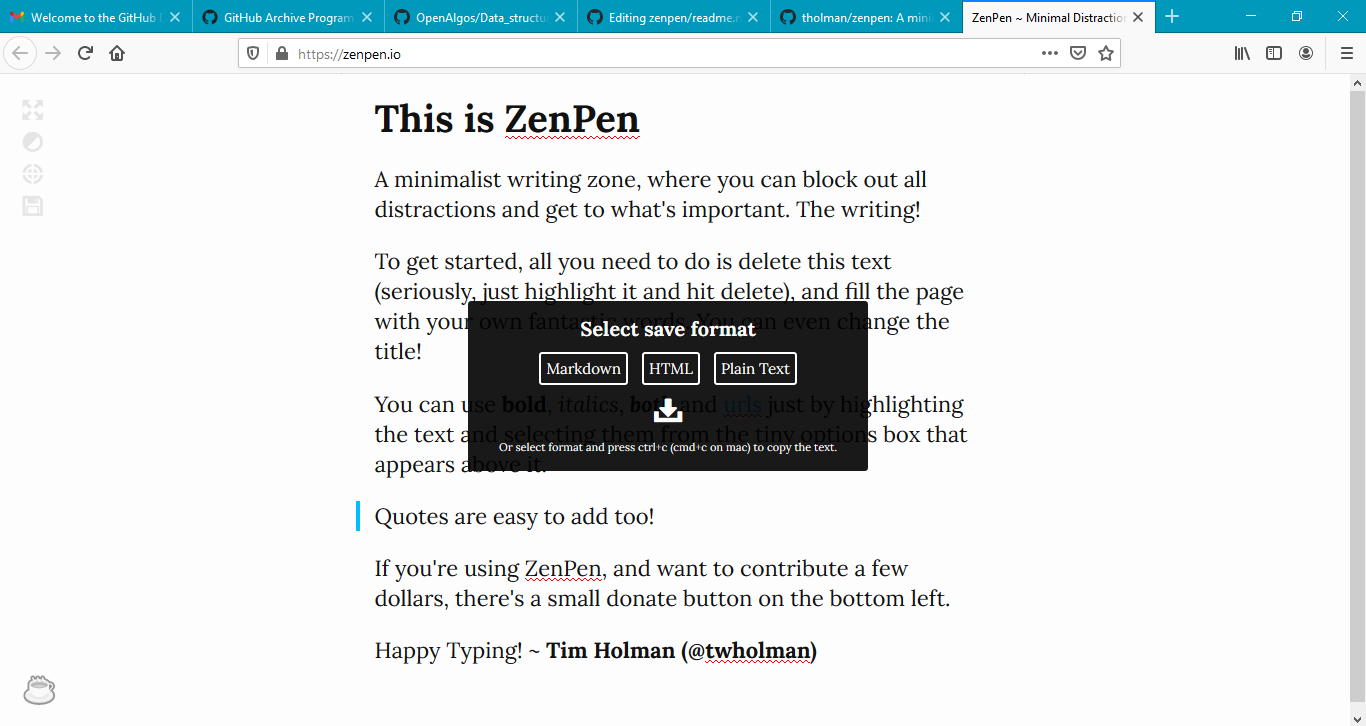 Welcome to the GitHub
GitHub Archive Program
OpenAlgos/Data_structu
Editing zenpen/readme.
tholman/zenpen: A mini
ZenPen ~ Minimal Distraction
https://zenpen.io
This is ZenPen
A minimalist writing zone, where you can block out all
distractions and get to what's important. The writing!
To get started, all you need to do is delete this text
(seriously, just highlight it and hit delete), and fill the page
with your own fantastic words. You can even change the
title!
Select save format
Markdown HTML Plain Text
You can use bold, italics, both and urls just by highlighting
the text and selecting them from the tiny options box that
Or select format and press ctrl+c (cmd+c on mac) to copy the text.
appears above it.
Quotes are easy to add too!
If you're using ZenPen, and want to contribute a few
dollars, there's a small donate button on the bottom left.
Happy Typing! ~ Tim Holman (@twholman)